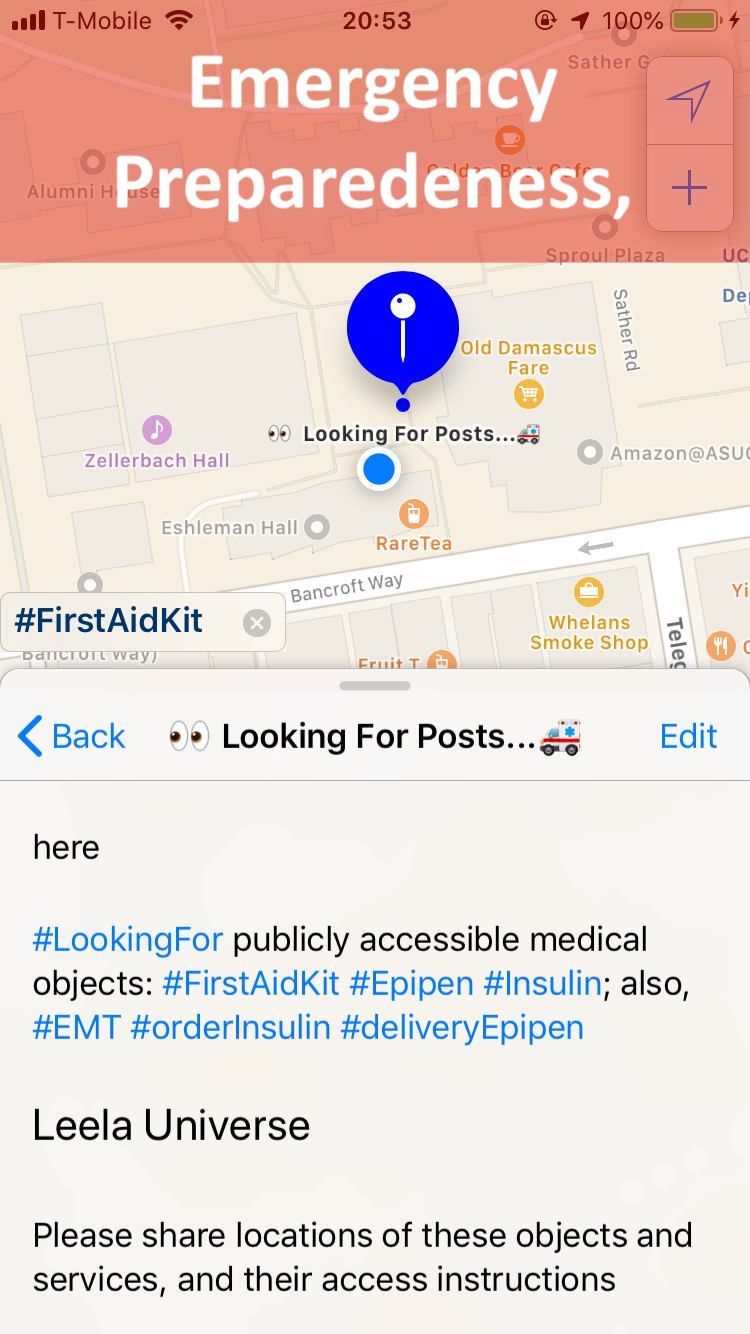 T-Mobile 20:53 100%
Emergency
Preparedeness,
Sather G
Golden Bear Cafe
Alumni House
Sproul Plaza
UC
De
Sather Rd
Old Damascus
Fare
👀 Looking For Posts...🚑
Zellerbach Hall
Amazon@ASUC
Eshleman Hall
RareTea
Bancroft Way
#FirstAidKit
Whelans
Smoke Shop
Yi
Teleg
Bancroft Way)
Fruit T
Back 👀 Looking For Posts...🚑 Edit
here
#LookingFor publicly accessible medical
objects: #FirstAidKit #Epipen #Insulin; also,
#EMT #orderInsulin #deliveryEpipen
Leela Universe
Please share locations of these objects and
services, and their access instructions